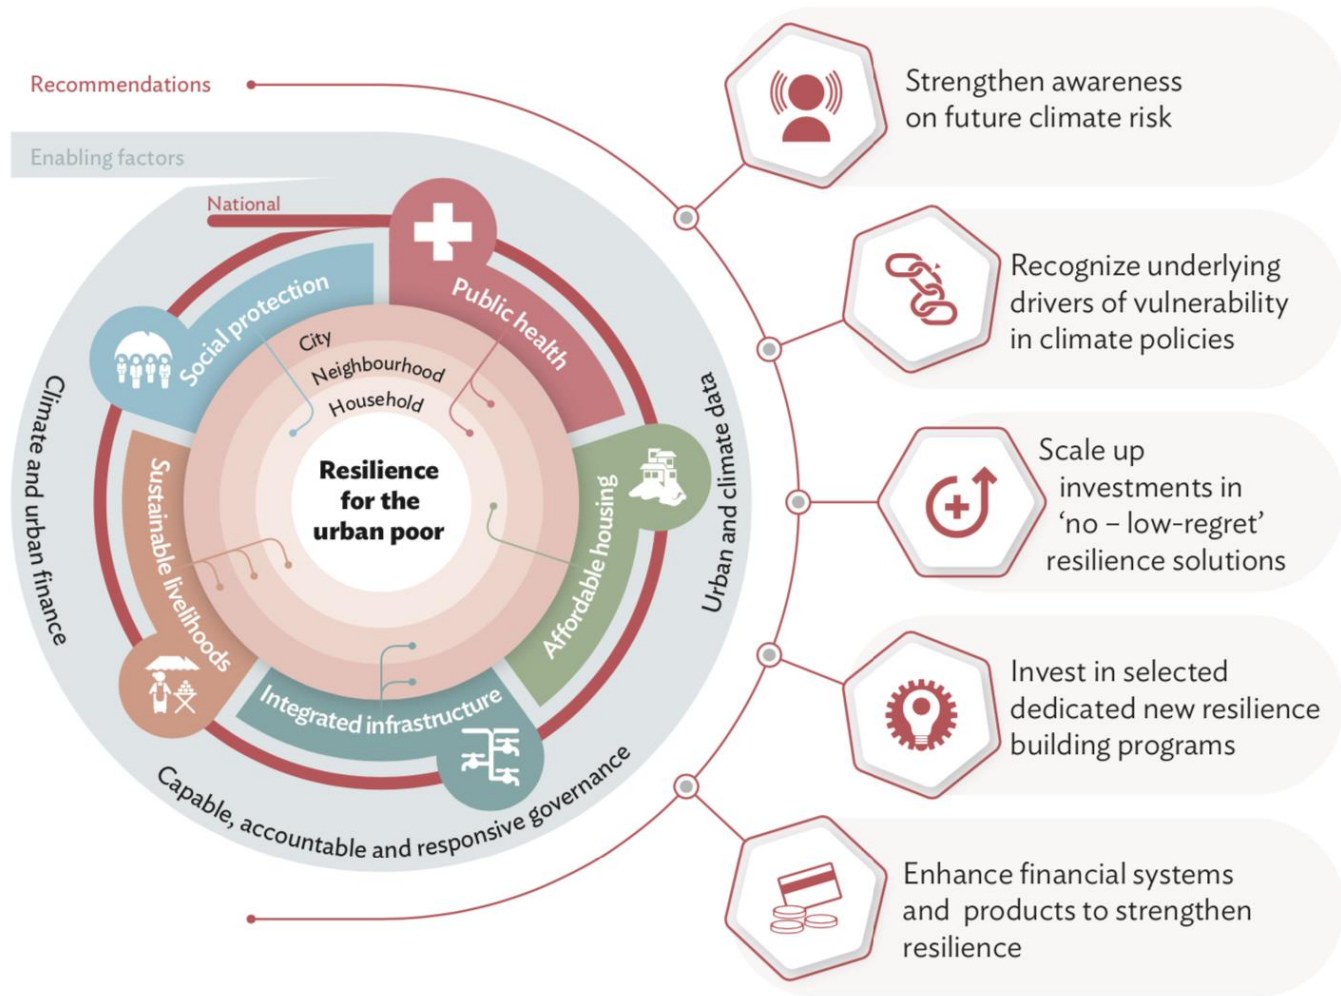 Recommendations
Enabling factors
National
Social protection
Public health
City
Neighbourhood
Household
Resilience
for the
urban poor
Sustainable livelihoods
Affordable housing
Integrated infrastructure
Climate and urban finance
Urban and climate data
Capable, accountable and responsive governance
Strengthen awareness
on future climate risk
Recognize underlying
drivers of vulnerability
in climate policies
Scale up
investments in
‘no – low-regret’
resilience solutions
Invest in selected
dedicated new resilience
building programs
Enhance financial systems
and products to strengthen
resilience